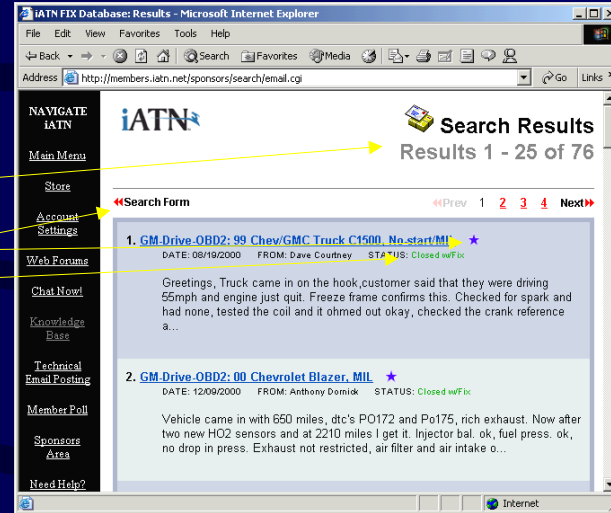 iATN FIX Database: Results - Microsoft Internet Explorer
File Edit View Favorites Tools Help
Back Search Favorites Media
Address http://members.iatn.net/sponsors/search/email.cgi Go Links
NAVIGATE
iATN
Main Menu
Store
Account
Settings
Web Forums
Chat Now!
Knowledge
Base
Technical
Email Posting
Member Poll
Sponsors
Area
Need Help?
iATN
Search Results
Results 1 - 25 of 76
Search Form Prev 1 2 3 4 Next
1. GM-Drive-OBD2: 99 Chev/GMC Truck C1500, No-start/MIL
DATE: 08/19/2000 FROM: Dave Courtney STATUS: Closed w/Fix
Greetings, Truck came in on the hook,customer said that they were driving
55mph and engine just quit. Freeze frame confirms this. Checked for spark and
had none, tested the coil and it ohmed out okay, checked the crank reference
a...
2. GM-Drive-OBD2: 00 Chevrolet Blazer, MIL
DATE: 12/09/2000 FROM: Anthony Dornick STATUS: Closed w/Fix
Vehicle came in with 650 miles, dtc's PO172 and Po175, rich exhaust. Now after
two new HO2 sensors and at 2210 miles I get it. Injector bal. ok, fuel press. ok,
no drop in press. Exhaust not restricted, air filter and air intake o...
Internet